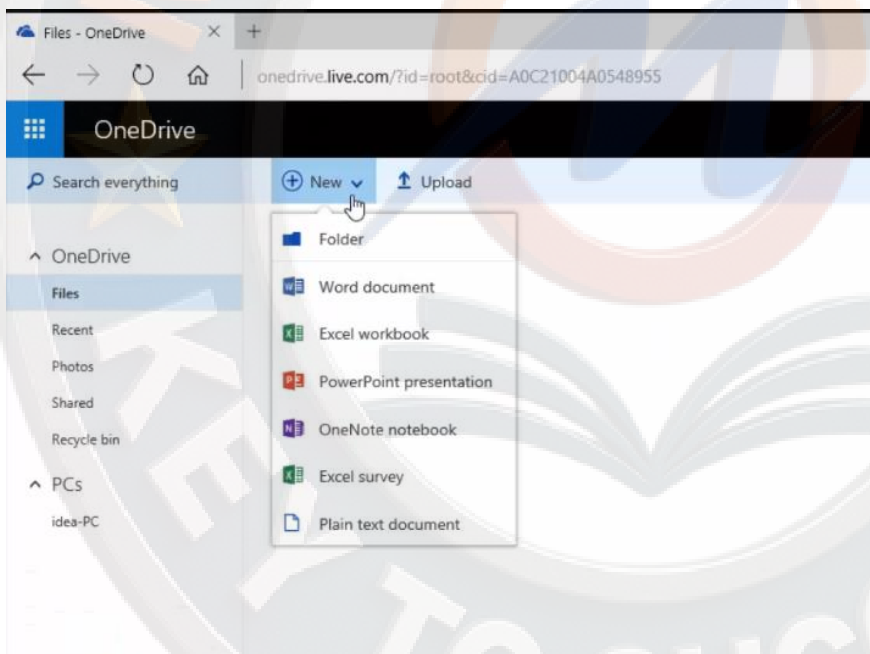 Files - OneDrive
onedrive.live.com/?id=root&cid=A0C21004A0548955
OneDrive
Search everything
New
Upload
OneDrive
Files
Recent
Photos
Shared
Recycle bin
PCs
idea-PC
Folder
Word document
Excel workbook
PowerPoint presentation
OneNote notebook
Excel survey
Plain text document
KEY TO